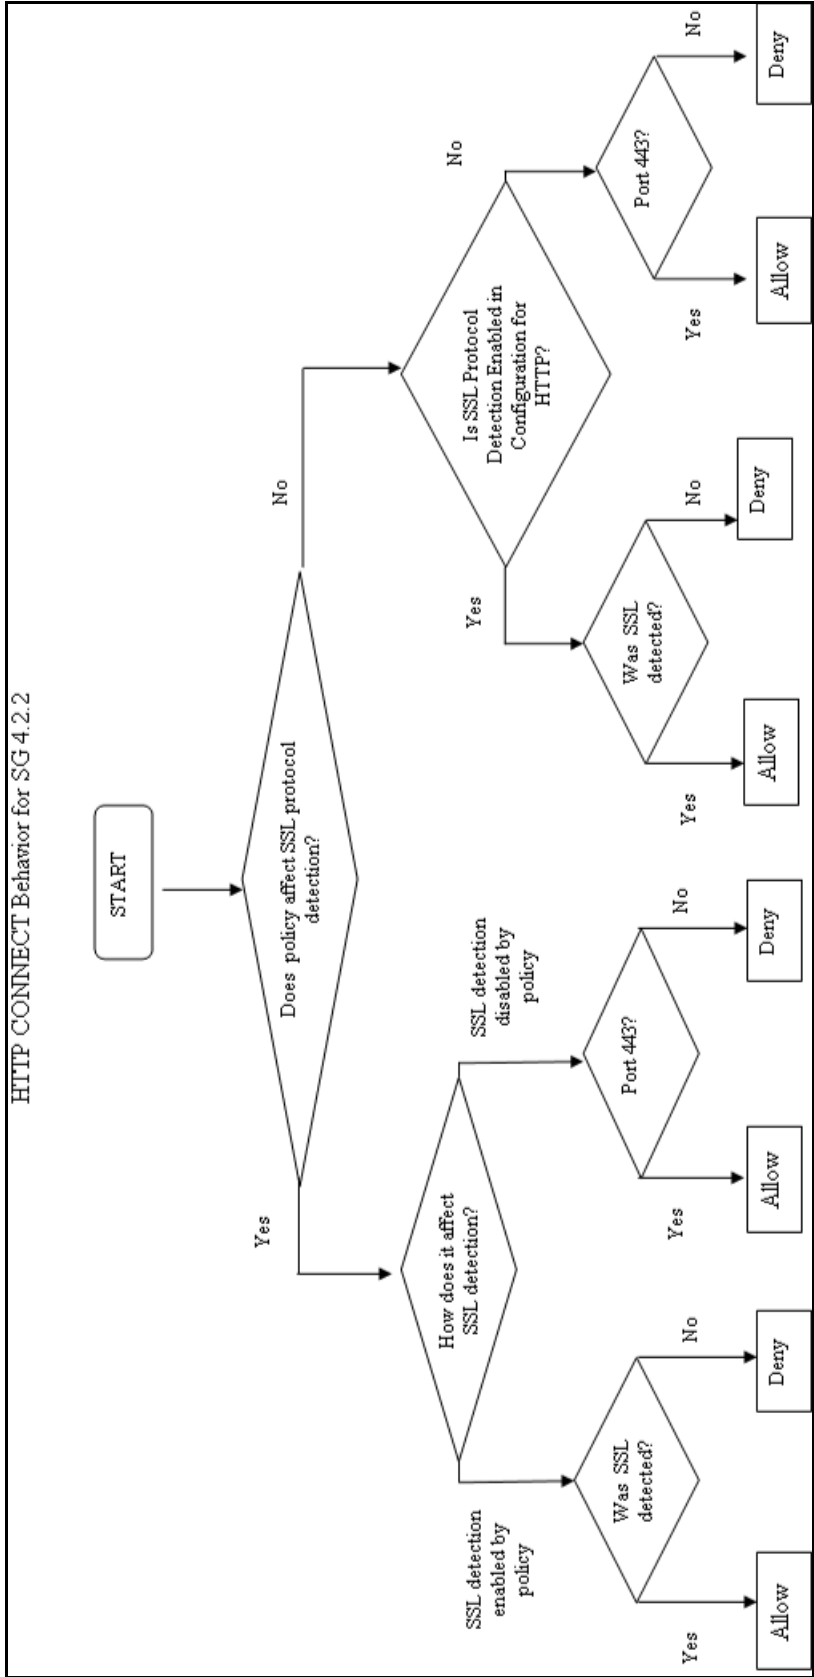 HTTP CONNECT Behavior for SG 4.2.2
START
Does policy affect SSL protocol
detection?
Yes
No
How does it affect
SSL detection?
Is SSL Protocol
Detection Enabled in
Configuration for
HTTP?
SSL detection
enabled by
policy
SSL detection
disabled by
policy
Yes
No
Was SSL
detected?
Port 443?
Was SSL
detected?
Port 443?
Yes
No
Yes
No
Yes
No
Yes
No
Allow
Deny
Allow
Deny
Allow
Deny
Allow
Deny